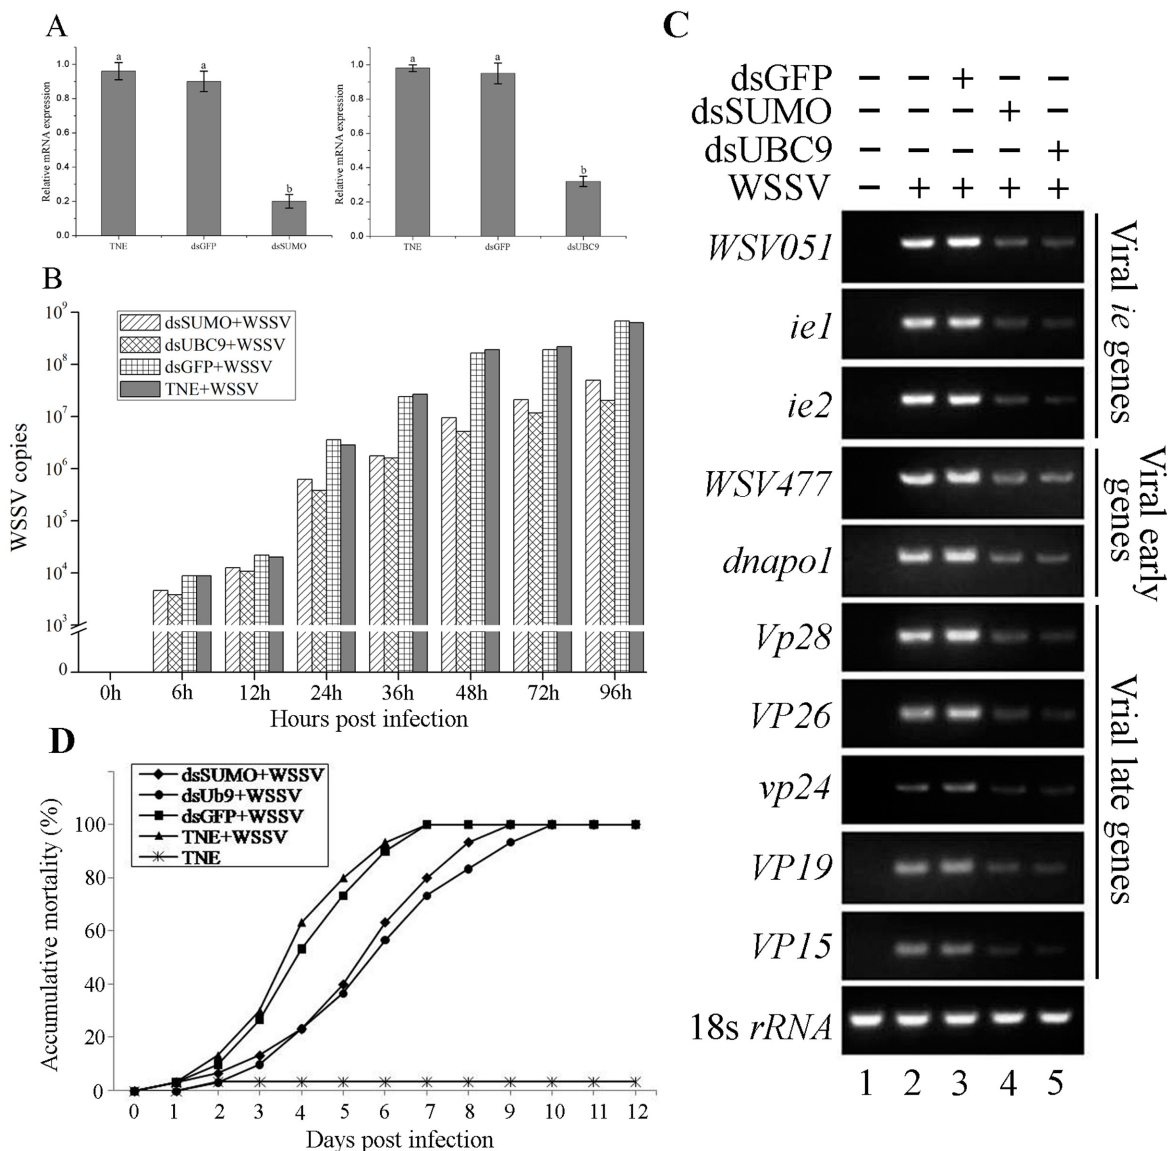 A
Relative mRNA expression
1.0
0.8
0.6
0.4
0.2
0.0
a
a
b
TNE
dsGFP
dsSUMO
Relative mRNA expression
1.0
0.8
0.6
0.4
0.2
0.0
a
a
b
TNE
dsGFP
dsUBC9
B
WSSV copies
10⁹
10⁸
10⁷
10⁶
10⁵
10⁴
10³
0
dsSUMO+WSSV
dsUBC9+WSSV
dsGFP+WSSV
TNE+WSSV
0h 6h 12h 24h 36h 48h 72h 96h
Hours post infection
D
Accumulative mortality (%)
100
80
60
40
20
0
dsSUMO+WSSV
dsUb9+WSSV
dsGFP+WSSV
TNE+WSSV
TNE
0 1 2 3 4 5 6 7 8 9 10 11 12
Days post infection
C
dsGFP − − + − −
dsSUMO − − − + −
dsUBC9 − − − − +
WSSV − + + + +
WSV051
ie1
ie2
WSV477
dnapo1
Vp28
VP26
vp24
VP19
VP15
18s rRNA
1 2 3 4 5
Viral ie genes
Viral early
genes
Vrial late genes